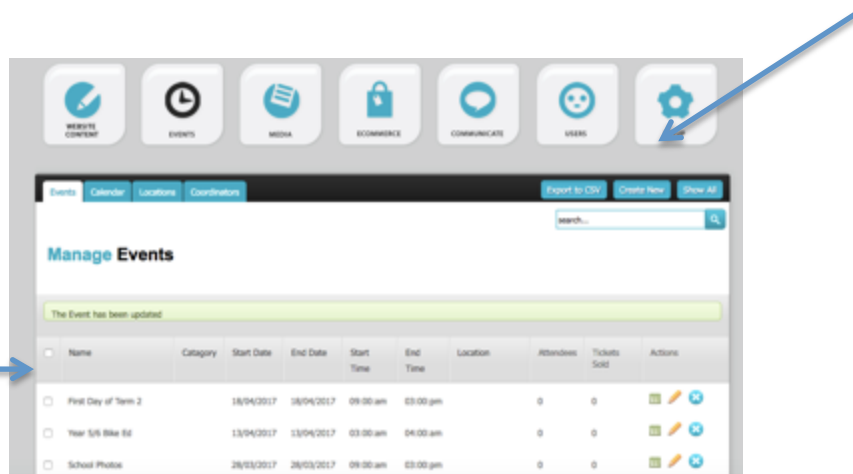 WEBSITE
CONTENT
EVENTS
MEDIA
ECOMMERCE
COMMUNICATE
USERS
Events Calendar Locations Coordinators Export to CSV Create New Show All
search...
Manage Events
The Event has been updated
Name Catagory Start Date End Date Start Time End Time Location Attendees Tickets Sold Actions
First Day of Term 2 18/04/2017 18/04/2017 09:00 am 03:00 pm 0 0
Year 5/6 Bike Ed 13/04/2017 13/04/2017 03:00 am 04:00 am 0 0
School Photos 28/03/2017 28/03/2017 09:00 am 03:00 pm 0 0